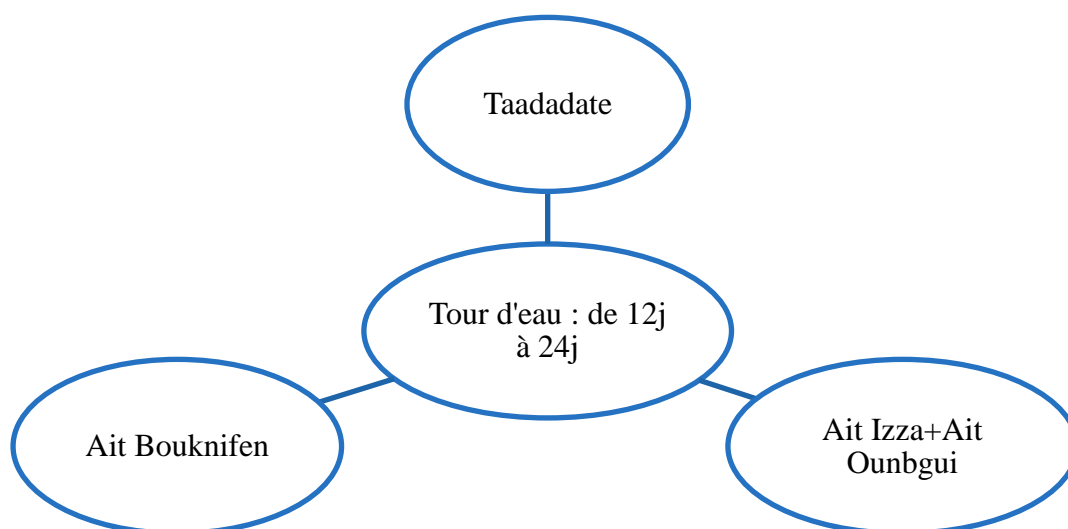 Taadadate
Tour d'eau : de 12j
à 24j
Ait Bouknifen
Ait Izza+Ait
Ounbgui